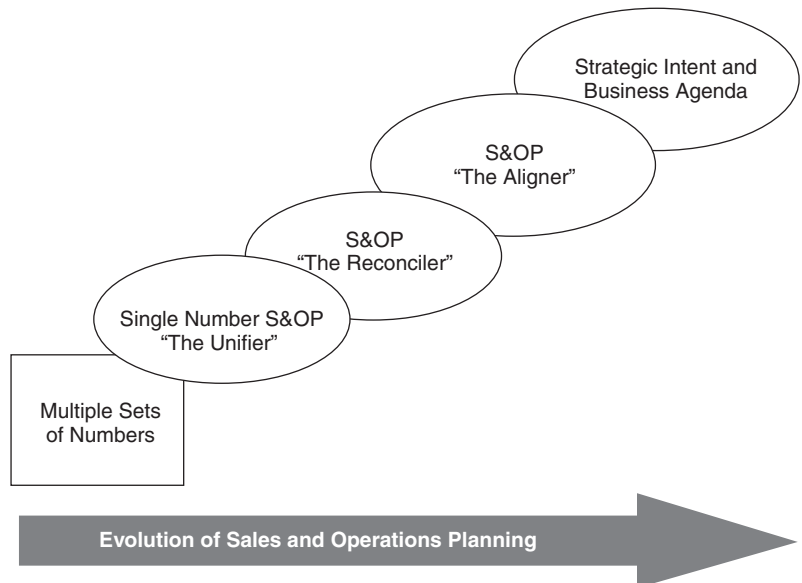 Strategic Intent and
Business Agenda
S&OP
“The Aligner”
S&OP
“The Reconciler”
Single Number S&OP
“The Unifier”
Multiple Sets
of Numbers
Evolution of Sales and Operations Planning